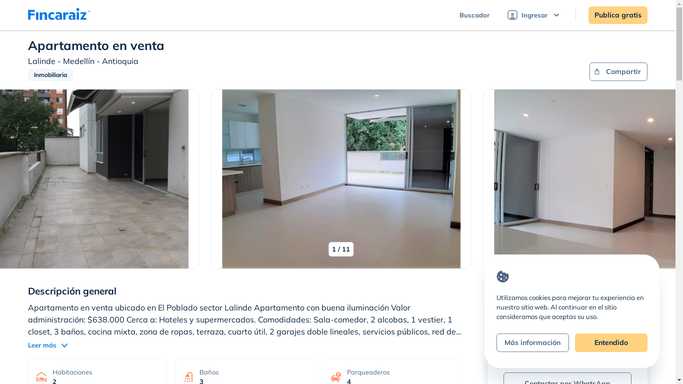 Fincaraiz
Buscador
Ingresar
Publica gratis
Apartamento en venta
Lalinde - Medellín - Antioquia
Inmobiliaria
Compartir
1 / 11
Descripción general
Apartamento en venta ubicado en El Poblado sector Lalinde Apartamento con buena iluminación Valor
administración: $638.000 Cerca a: Hoteles y supermercados. Comodidades: Sala-comedor, 2 alcobas, 1 vestier, 1
closet, 3 baños, cocina mixta, zona de ropas, terraza, cuarto útil, 2 garajes doble lineales, servicios públicos, red de...
Leer más
Habitaciones
2
Baños
3
Parqueaderos
4
Utilizamos cookies para mejorar tu experiencia en
nuestro sitio web. Al continuar en el sitio
consideramos que aceptas su uso.
Más información
Entendido
Contactar por WhatsApp